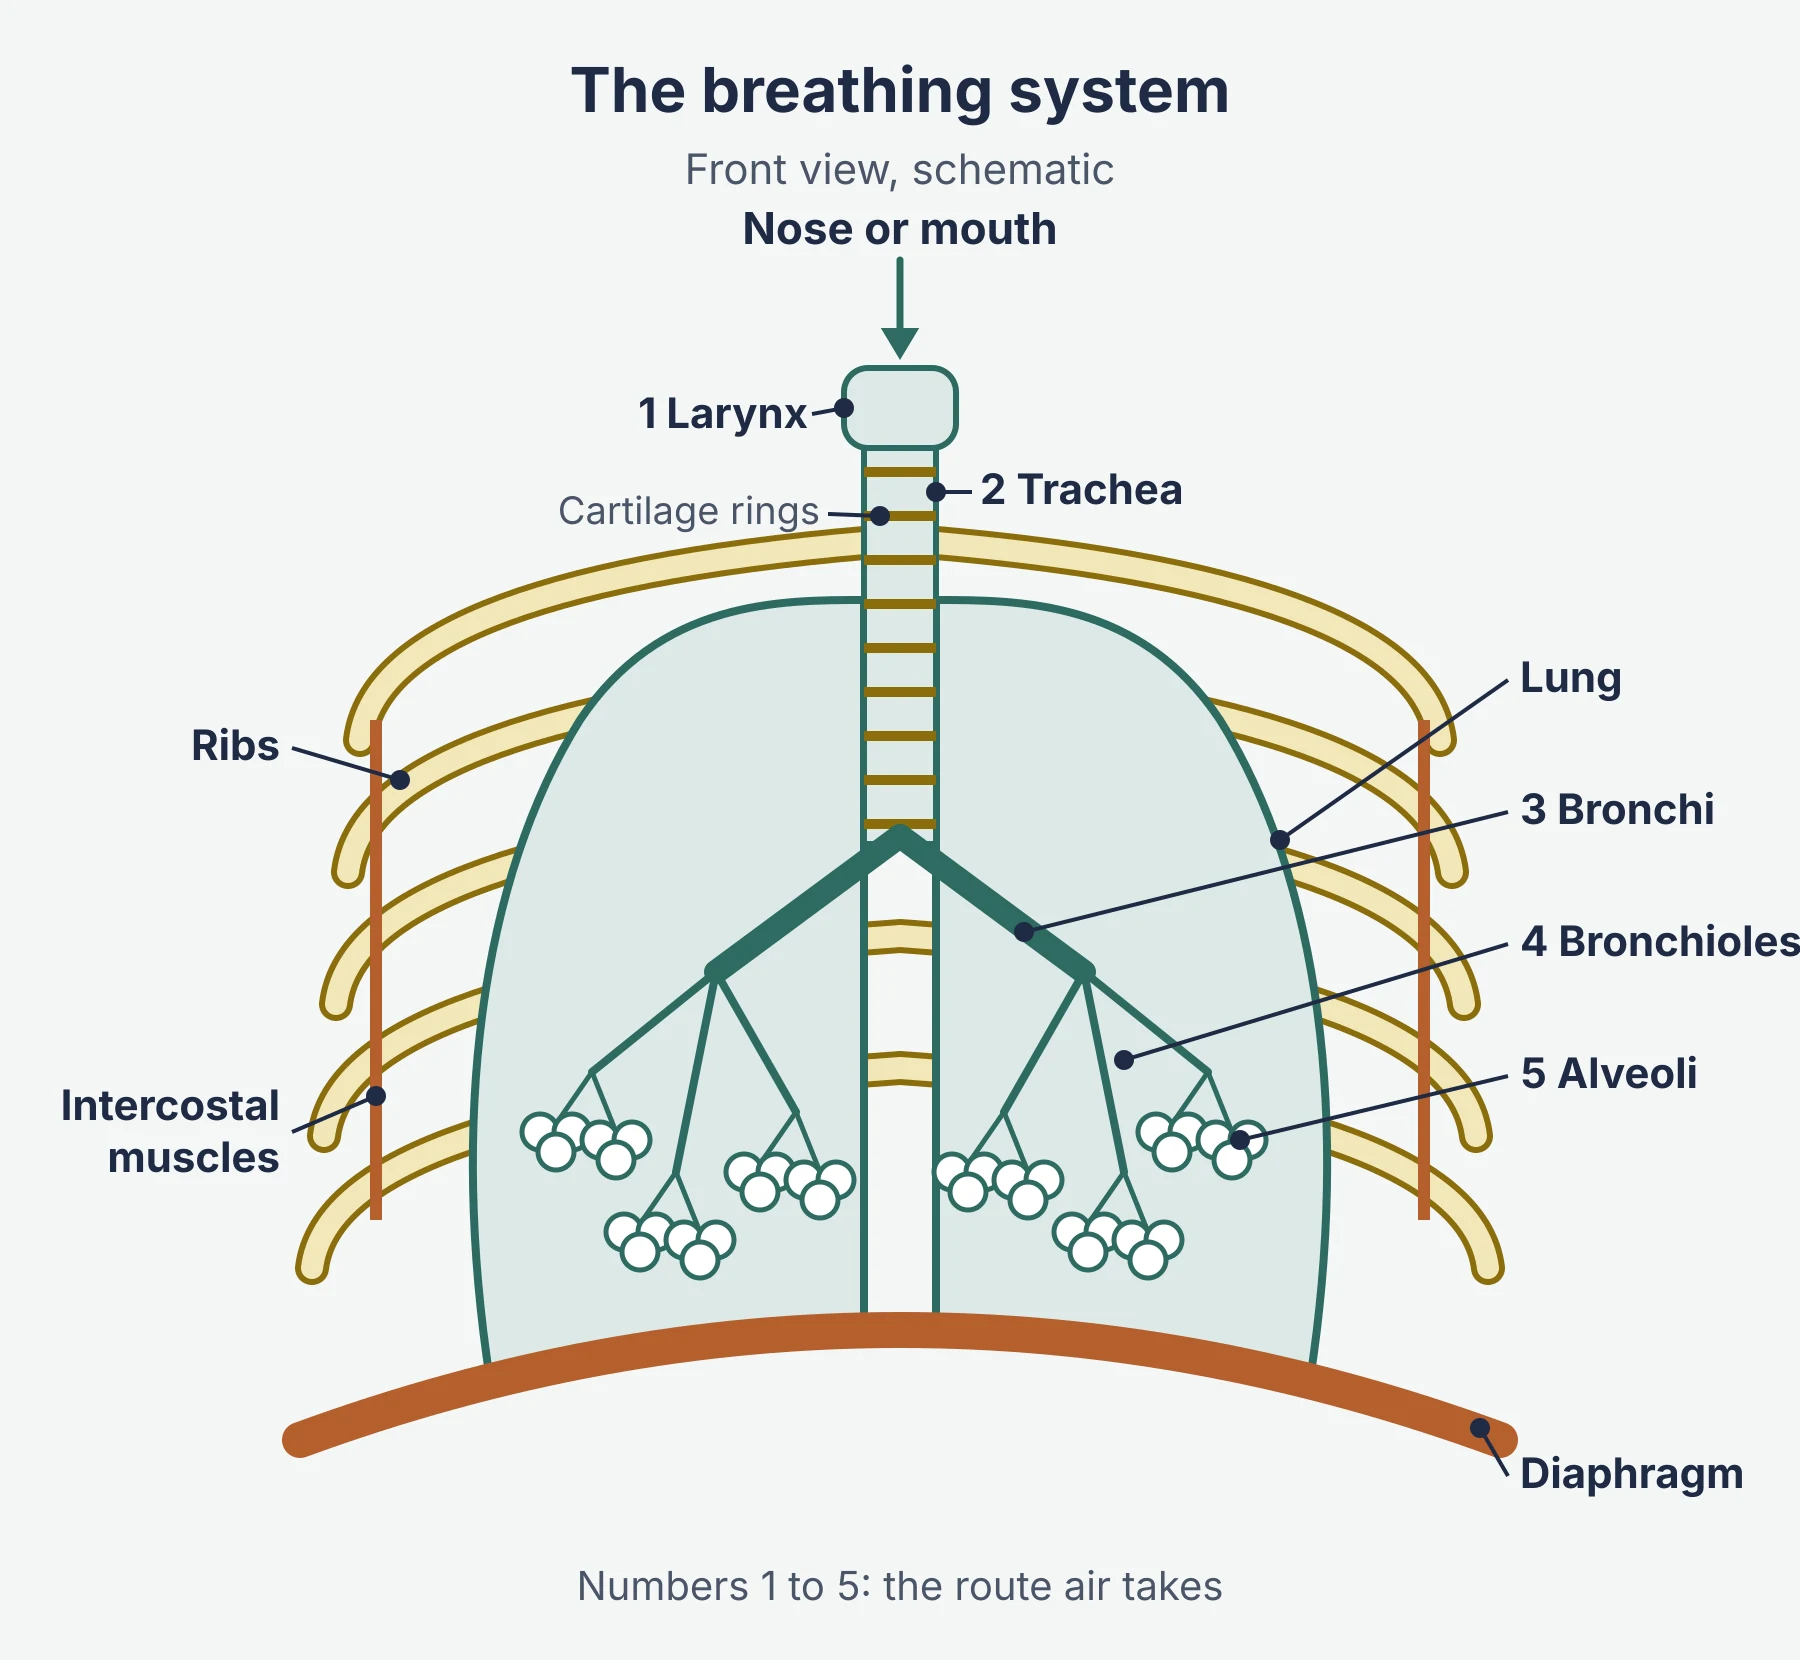 The breathing system
Front view, schematic
Nose or mouth
1 Larynx
2 Trachea
Cartilage rings
Lung
Ribs
3 Bronchi
4 Bronchioles
5 Alveoli
Intercostal
muscles
Diaphragm
Numbers 1 to 5: the route air takes